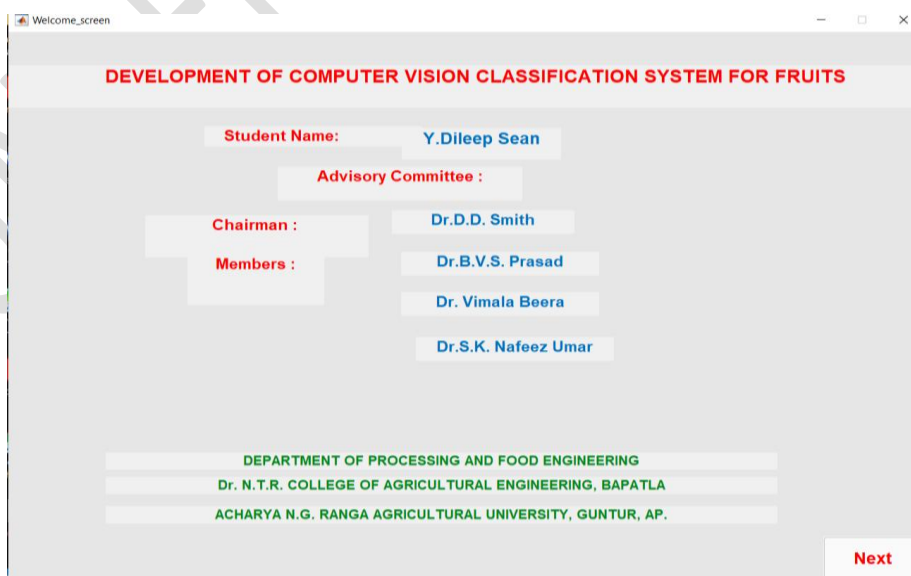 Welcome_screen
DEVELOPMENT OF COMPUTER VISION CLASSIFICATION SYSTEM FOR FRUITS
Student Name: Y.Dileep Sean
Advisory Committee :
Chairman : Dr.D.D. Smith
Members : Dr.B.V.S. Prasad
Dr. Vimala Beera
Dr.S.K. Nafeez Umar
DEPARTMENT OF PROCESSING AND FOOD ENGINEERING
Dr. N.T.R. COLLEGE OF AGRICULTURAL ENGINEERING, BAPATLA
ACHARYA N.G. RANGA AGRICULTURAL UNIVERSITY, GUNTUR, AP.
Next